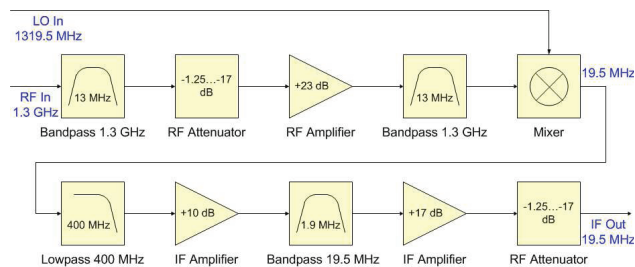 LO In
1319.5 MHz
RF In
1.3 GHz
13 MHz
Bandpass 1.3 GHz
-1.25...-17
dB
RF Attenuator
+23 dB
RF Amplifier
13 MHz
Bandpass 1.3 GHz
Mixer
19.5 MHz
400 MHz
Lowpass 400 MHz
+10 dB
IF Amplifier
1.9 MHz
Bandpass 19.5 MHz
+17 dB
IF Amplifier
-1.25...-17
dB
RF Attenuator
IF Out
19.5 MHz